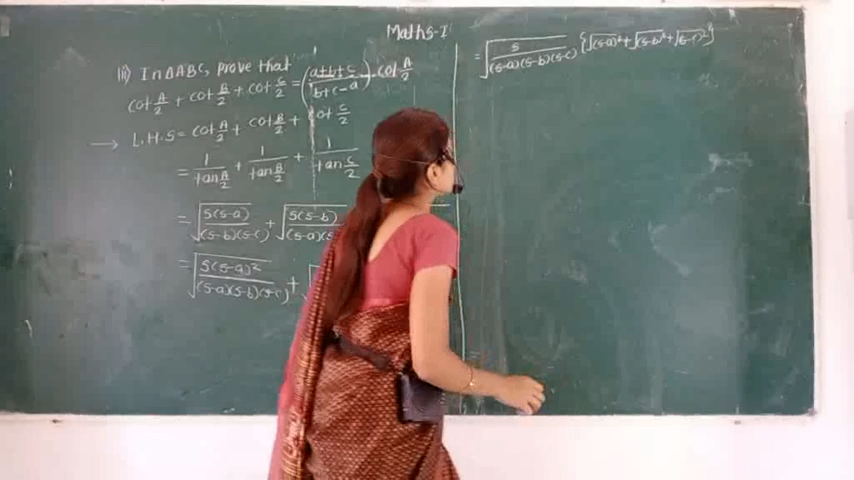 Maths-I
iii) In ΔABC, prove that
cot A/2 + cot B/2 + cot C/2 = (a+b+c / b+c-a) cot A/2
→ L.H.S = cot A/2 + cot B/2 + cot C/2
= 1/tan A/2 + 1/tan B/2 + 1/tan C/2
= √(s(s-a)/(s-b)(s-c)) + √(s(s-b)/(s-a)(s
= √(s(s-a)²/(s-a)(s-b)(s-c)) +
= √(s/(s-a)(s-b)(s-c)) {√(s-a)² + √(s-b)² + √(s-c)²}